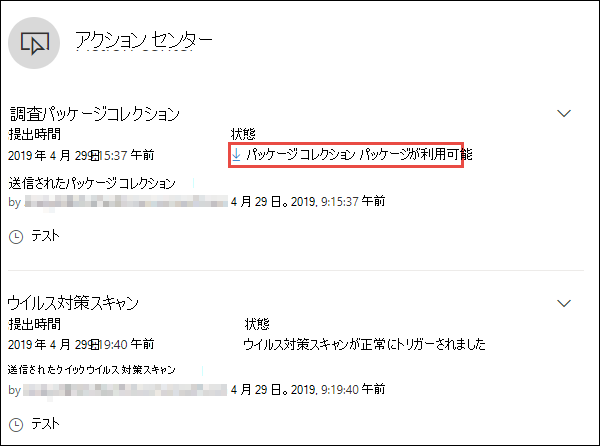 アクション センター
調査パッケージコレクション
提出時間 状態
2019 年 4 月 29日9:15:37 午前 パッケージ コレクション パッケージが利用可能
送信されたパッケージ コレクション
by 4 月 29 日。2019, 9:15:37 午前
テスト
ウイルス対策スキャン
提出時間 状態
2019 年 4 月 29日9:19:40 午前 ウイルス対策スキャンが正常にトリガーされました
送信されたクイックウイルス対策スキャン
by 4 月 29 日。2019, 9:19:40 午前
テスト